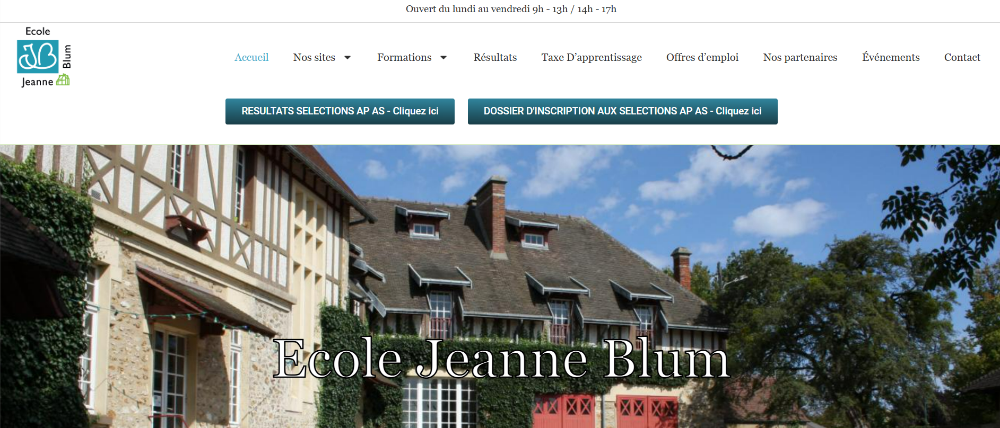 Ouvert du lundi au vendredi 9h - 13h / 14h - 17h
Ecole
JB
Blum
Jeanne
Accueil
Nos sites
Formations
Résultats
Taxe D’apprentissage
Offres d’emploi
Nos partenaires
Événements
Contact
RESULTATS SELECTIONS AP AS - Cliquez ici
DOSSIER D'INSCRIPTION AUX SELECTIONS AP AS - Cliquez ici
Ecole Jeanne Blum